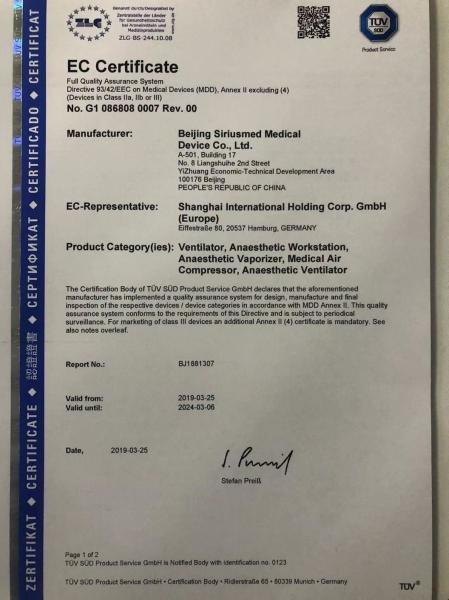 Benannt durch/Designated by
Zentralstelle der Länder
für Gesundheitsschutz
bei Arzneimitteln und
Medizinprodukten
ZLG
ZLG-BS-244.10.08
TÜV
SÜD
Product Service
EC Certificate
Full Quality Assurance System
Directive 93/42/EEC on Medical Devices (MDD), Annex II excluding (4)
(Devices in Class IIa, IIb or III)
No. G1 086808 0007 Rev. 00
Manufacturer: Beijing Siriusmed Medical
Device Co., Ltd.
A-501, Building 17
No. 8 Liangshuihe 2nd Street
YiZhuang Economic-Technical Development Area
100176 Beijing
PEOPLE'S REPUBLIC OF CHINA
EC-Representative: Shanghai International Holding Corp. GmbH
(Europe)
Eiffestraße 80, 20537 Hamburg, GERMANY
Product Category(ies): Ventilator, Anaesthetic Workstation,
Anaesthetic Vaporizer, Medical Air
Compressor, Anaesthetic Ventilator
The Certification Body of TÜV SÜD Product Service GmbH declares that the aforementioned
manufacturer has implemented a quality assurance system for design, manufacture and final
inspection of the respective devices / device categories in accordance with MDD Annex II. This quality
assurance system conforms to the requirements of this Directive and is subject to periodical
surveillance. For marketing of class III devices an additional Annex II (4) certificate is mandatory. See
also notes overleaf.
Report No.: BJ1881307
Valid from: 2019-03-25
Valid until: 2024-03-06
Date, 2019-03-25
Stefan Preiß
Page 1 of 2
TÜV SÜD Product Service GmbH is Notified Body with identification no. 0123
TÜV SÜD Product Service GmbH • Certification Body • Ridlerstraße 65 • 80339 Munich • Germany
TÜV®
ZERTIFIKAT ◆ CERTIFICATE ◆ 認證證書 ◆ СЕРТИФИКАТ ◆ CERTIFICADO ◆ CERTIFICAT